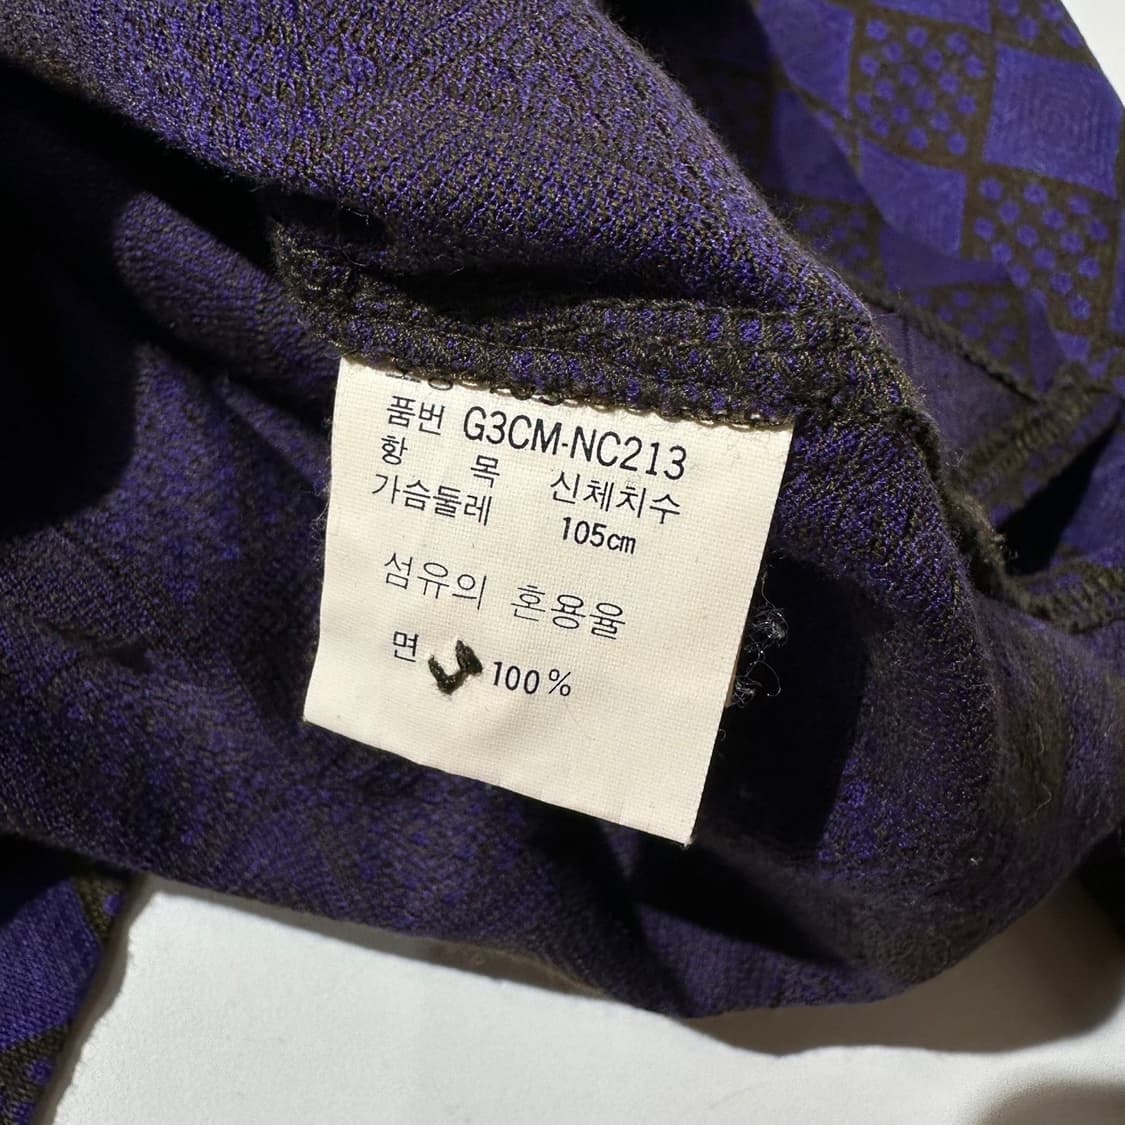 품번 G3CM-NC213
항 목 신체치수
가슴둘레 105cm
섬유의 혼용율
면 100%